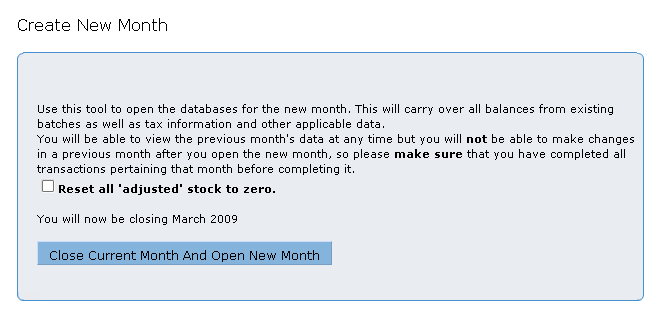 Create New Month
Use this tool to open the databases for the new month. This will carry over all balances from existing
batches as well as tax information and other applicable data.
You will be able to view the previous month's data at any time but you will not be able to make changes
in a previous month after you open the new month, so please make sure that you have completed all
transactions pertaining that month before completing it.
Reset all 'adjusted' stock to zero.
You will now be closing March 2009
Close Current Month And Open New Month